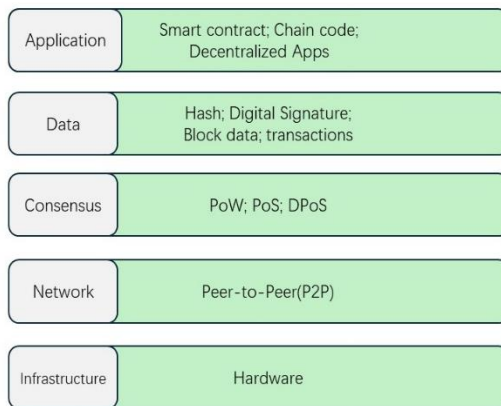 Application
Smart contract; Chain code;
Decentralized Apps
Data
Hash; Digital Signature;
Block data; transactions
Consensus
PoW; PoS; DPoS
Network
Peer-to-Peer(P2P)
Infrastructure
Hardware